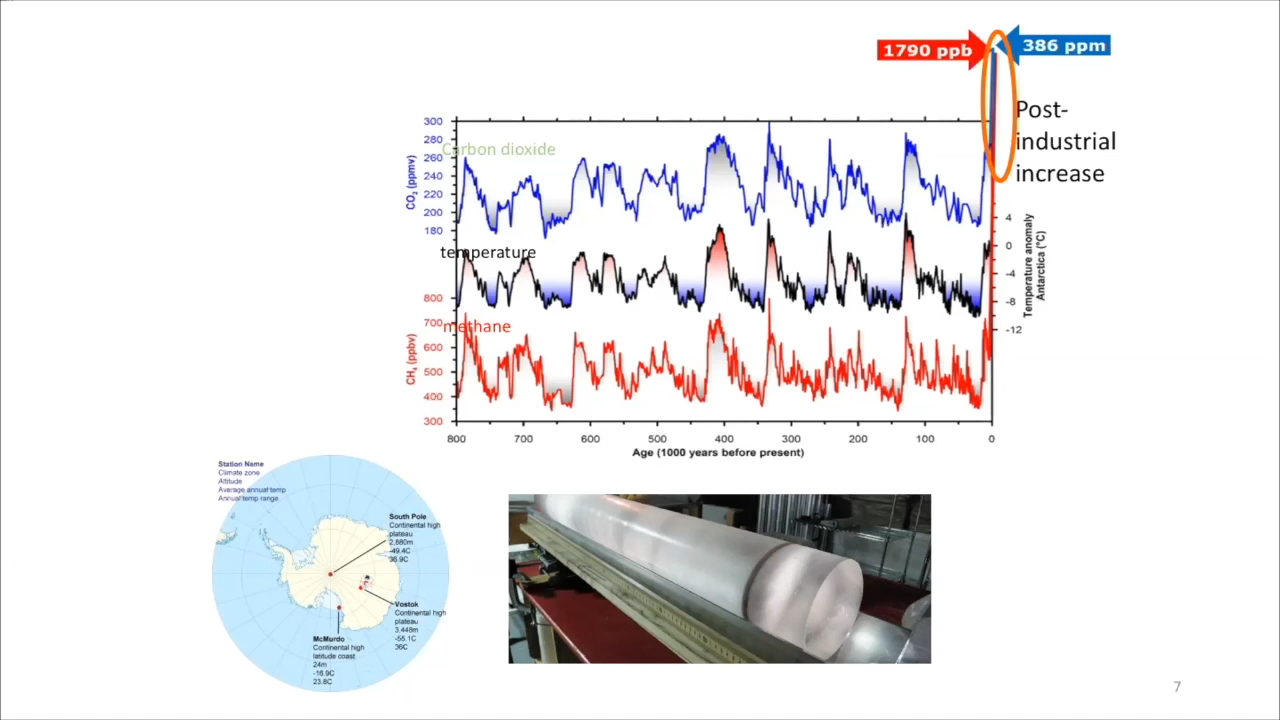 1790 ppb
386 ppm
Post-
industrial
increase
300
280
260
240
220
200
180
CO2 (ppmv)
Carbon dioxide
temperature
4
0
-4
-8
-12
Temperature anomaly
Antarctica (°C)
800
700
600
500
400
300
CH4 (ppbv)
methane
800 700 600 500 400 300 200 100 0
Age (1000 years before present)
Station Name
Climate zone
Altitude
Average annual temp
Annual temp range
South Pole
Continental high
plateau
2,880m
-49.4C
36.9C
Vostok
Continental high
plateau
3,448m
-55.1C
36C
McMurdo
Continental high
latitude coast
24m
-16.9C
23.8C
7